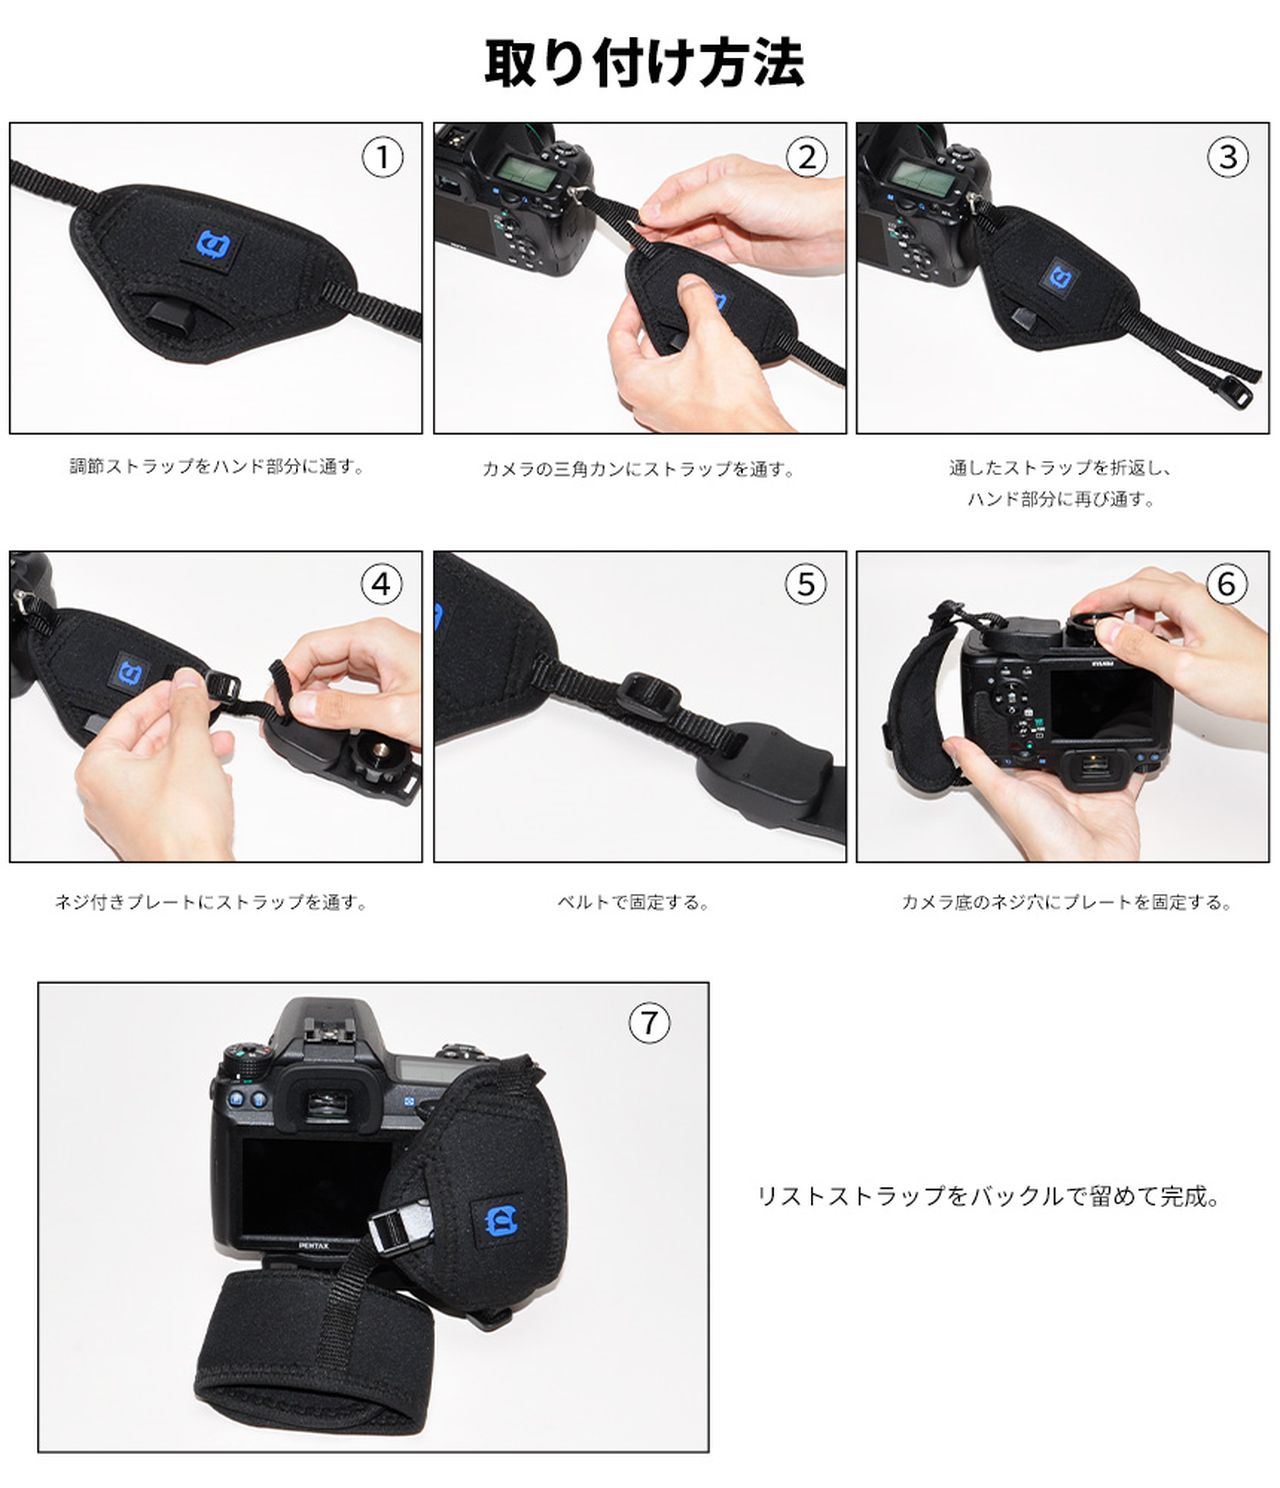 取り付け方法
①
②
③
調節ストラップをハンド部分に通す。
カメラの三角カンにストラップを通す。
通したストラップを折返し、
ハンド部分に再び通す。
④
⑤
⑥
ネジ付きプレートにストラップを通す。
ベルトで固定する。
カメラ底のネジ穴にプレートを固定する。
⑦
PENTAX
リストストラップをバックルで留めて完成。